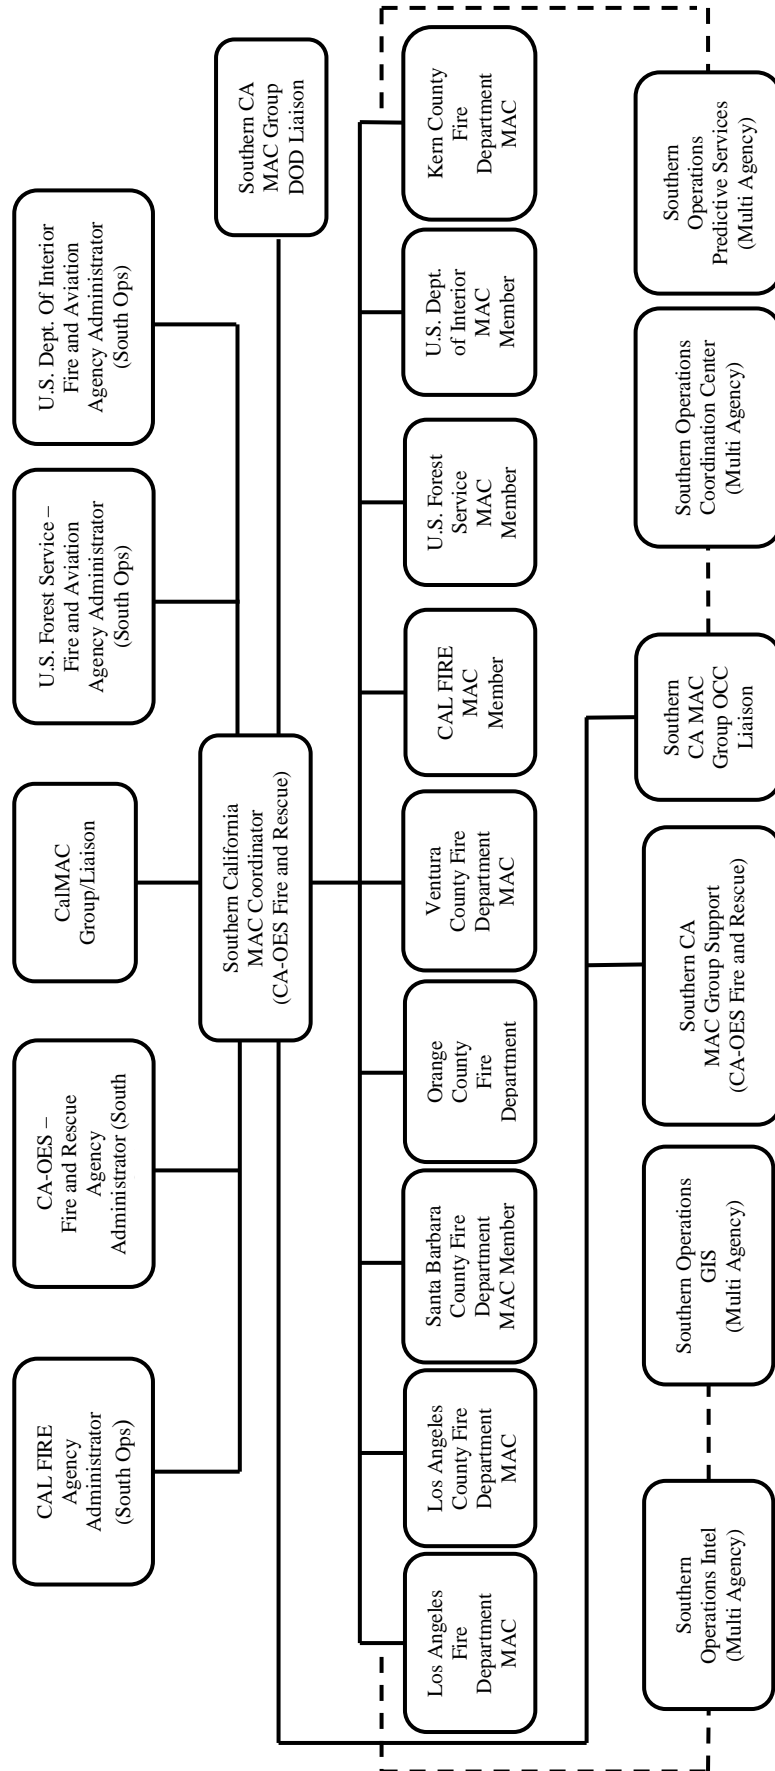 CAL FIRE
Agency
Administrator
(South Ops)
CA-OES –
Fire and Rescue
Agency
Administrator (South
CalMAC
Group/Liaison
U.S. Forest Service –
Fire and Aviation
Agency Administrator
(South Ops)
U.S. Dept. Of Interior
Fire and Aviation
Agency Administrator
(South Ops)
Southern California
MAC Coordinator
(CA-OES Fire and Rescue)
Southern CA
MAC Group
DOD Liaison
Los Angeles
Fire
Department
MAC
Los Angeles
County Fire
Department
MAC
Santa Barbara
County Fire
Department
MAC Member
Orange
County
Fire
Department
Ventura
County Fire
Department
MAC
CAL FIRE
MAC
Member
U.S. Forest
Service
MAC
Member
U.S. Dept.
of Interior
MAC
Member
Kern County
Fire
Department
MAC
Southern
Operations Intel
(Multi Agency)
Southern Operations
GIS
(Multi Agency)
Southern CA
MAC Group Support
(CA-OES Fire and Rescue)
Southern
CA MAC
Group OCC
Liaison
Southern Operations
Coordination Center
(Multi Agency)
Southern
Operations
Predictive Services
(Multi Agency)